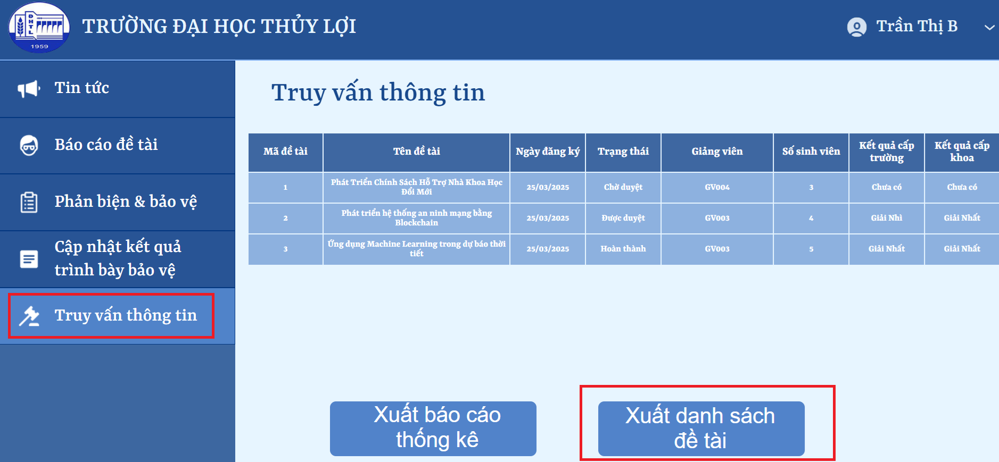 ĐHTL
1959
TRƯỜNG ĐẠI HỌC THỦY LỢI
Trần Thị B
Tin tức
Báo cáo đề tài
Phản biện & bảo vệ
Cập nhật kết quả
trình bày bảo vệ
Truy vấn thông tin
Truy vấn thông tin
Mã đề tài
Tên đề tài
Ngày đăng ký
Trạng thái
Giảng viên
Số sinh viên
Kết quả cấp
trường
Kết quả cấp
khoa
1
Phát Triển Chính Sách Hỗ Trợ Nhà Khoa Học
Đổi Mới
25/03/2025
Chờ duyệt
GV004
3
Chưa có
Chưa có
2
Phát triển hệ thống an ninh mạng bằng
Blockchain
25/03/2025
Được duyệt
GV003
4
Giải Nhì
Giải Nhất
3
Ứng dụng Machine Learning trong dự báo thời
tiết
25/03/2025
Hoàn thành
GV003
5
Giải Nhất
Giải Nhất
Xuất báo cáo
thống kê
Xuất danh sách
đề tài